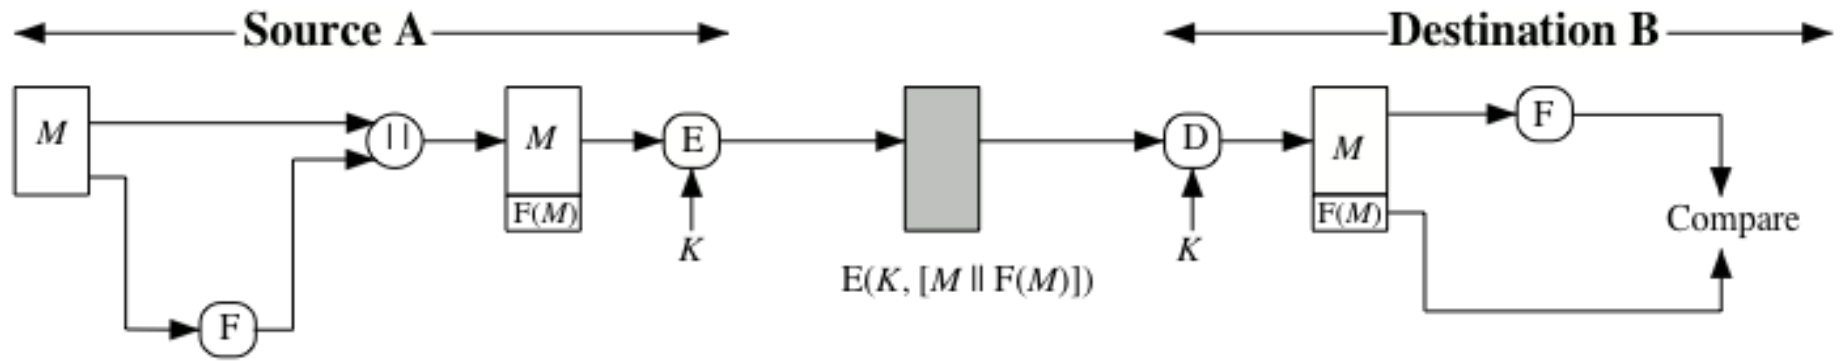 Source A
Destination B
M
||
M
F(M)
E
K
E(K, [M || F(M)])
D
K
M
F(M)
F
Compare
F